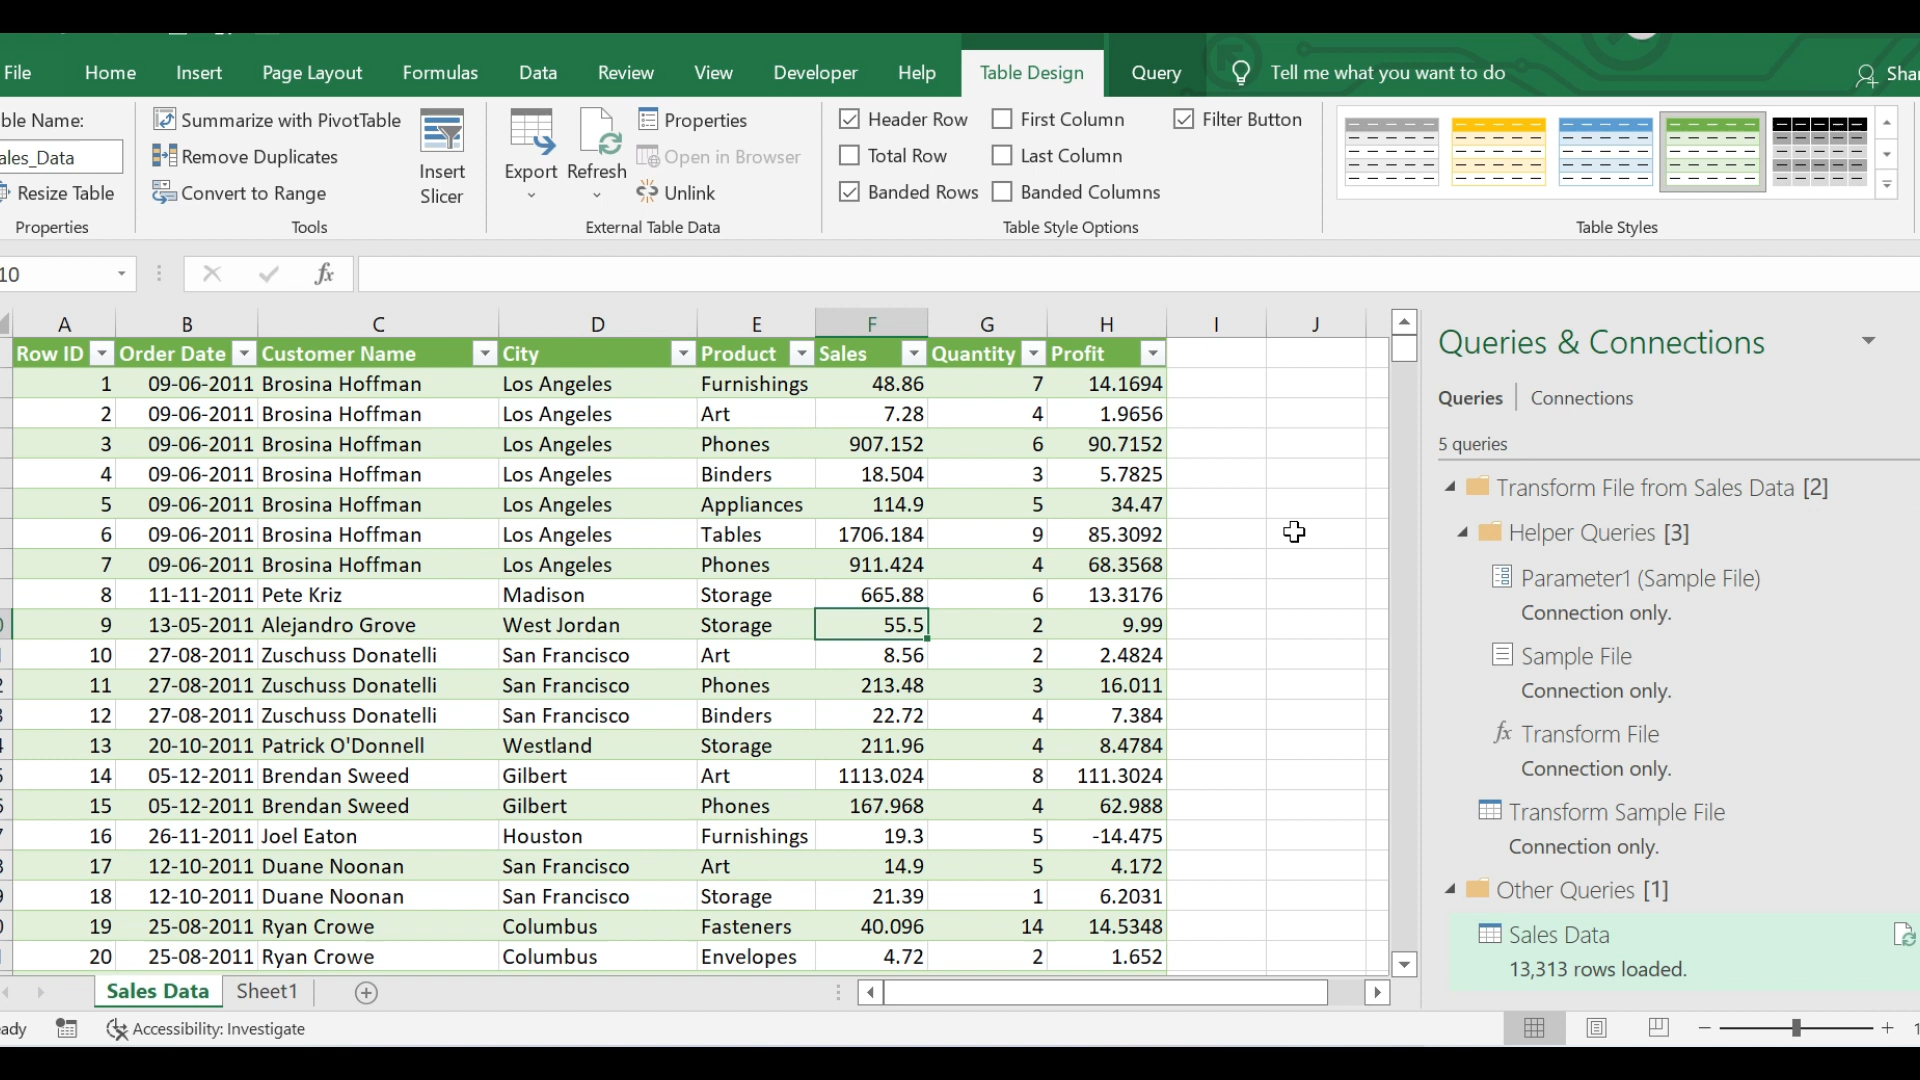 File Home Insert Page Layout Formulas Data Review View Developer Help Table Design Query Tell me what you want to do
Summarize with PivotTable
Remove Duplicates
Convert to Range
Resize Table
Properties
Tools
Insert Slicer
Export
Refresh
Properties
Open in Browser
Unlink
External Table Data
Header Row First Column Filter Button
Total Row Last Column
Banded Rows Banded Columns
Table Style Options
Table Styles
10 fx
A B C D E F G H I J
Row ID Order Date Customer Name City Product Sales Quantity Profit
1 09-06-2011 Brosina Hoffman Los Angeles Furnishings 48.86 7 14.1694
2 09-06-2011 Brosina Hoffman Los Angeles Art 7.28 4 1.9656
3 09-06-2011 Brosina Hoffman Los Angeles Phones 907.152 6 90.7152
4 09-06-2011 Brosina Hoffman Los Angeles Binders 18.504 3 5.7825
5 09-06-2011 Brosina Hoffman Los Angeles Appliances 114.9 5 34.47
6 09-06-2011 Brosina Hoffman Los Angeles Tables 1706.184 9 85.3092
7 09-06-2011 Brosina Hoffman Los Angeles Phones 911.424 4 68.3568
8 11-11-2011 Pete Kriz Madison Storage 665.88 6 13.3176
9 13-05-2011 Alejandro Grove West Jordan Storage 55.5 2 9.99
10 27-08-2011 Zuschuss Donatelli San Francisco Art 8.56 2 2.4824
11 27-08-2011 Zuschuss Donatelli San Francisco Phones 213.48 3 16.011
12 27-08-2011 Zuschuss Donatelli San Francisco Binders 22.72 4 7.384
13 20-10-2011 Patrick O'Donnell Westland Storage 211.96 4 8.4784
14 05-12-2011 Brendan Sweed Gilbert Art 1113.024 8 111.3024
15 05-12-2011 Brendan Sweed Gilbert Phones 167.968 4 62.988
16 26-11-2011 Joel Eaton Houston Furnishings 19.3 5 -14.475
17 12-10-2011 Duane Noonan San Francisco Art 14.9 5 4.172
18 12-10-2011 Duane Noonan San Francisco Storage 21.39 1 6.2031
19 25-08-2011 Ryan Crowe Columbus Fasteners 40.096 14 14.5348
20 25-08-2011 Ryan Crowe Columbus Envelopes 4.72 2 1.652
Queries & Connections
Queries Connections
5 queries
Transform File from Sales Data [2]
Helper Queries [3]
Parameter1 (Sample File)
Connection only.
Sample File
Connection only.
fx Transform File
Connection only.
Transform Sample File
Connection only.
Other Queries [1]
Sales Data
13,313 rows loaded.
Sales Data Sheet1
Accessibility: Investigate